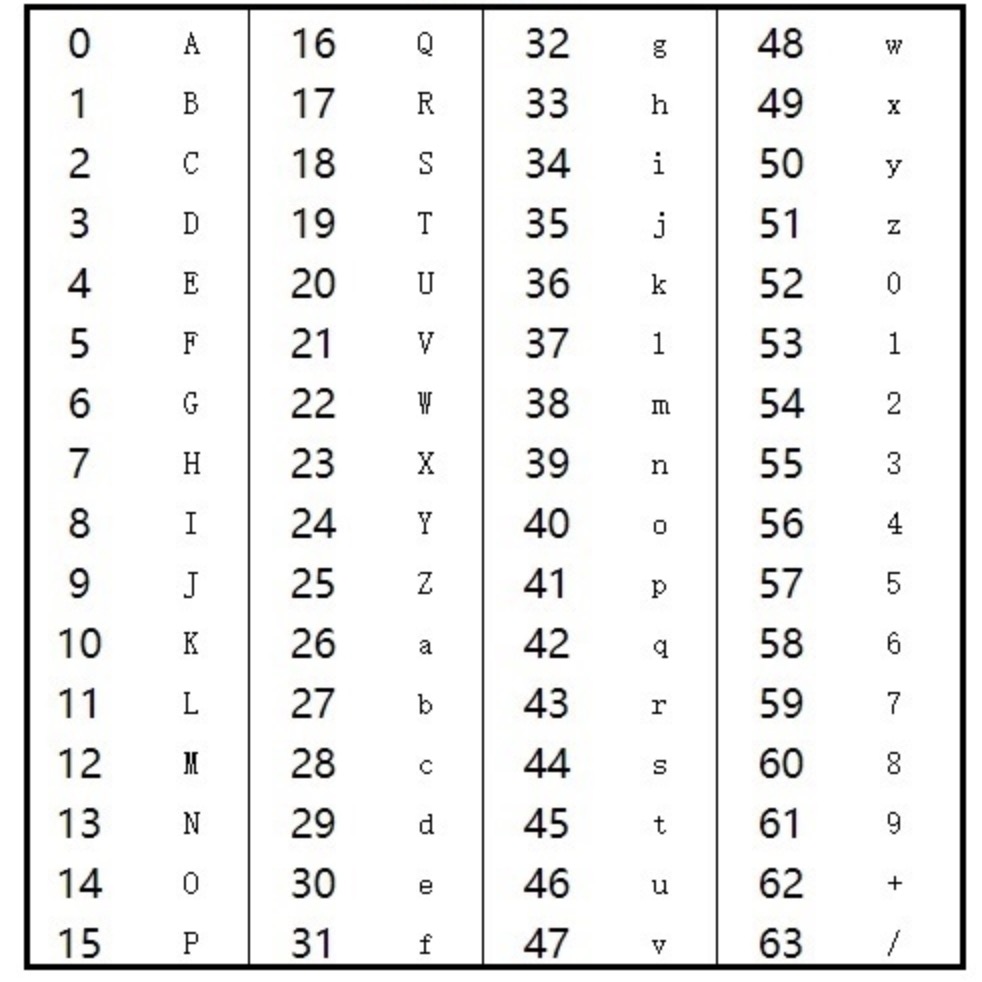 0 A 16 Q 32 g 48 w
1 B 17 R 33 h 49 x
2 C 18 S 34 i 50 y
3 D 19 T 35 j 51 z
4 E 20 U 36 k 52 0
5 F 21 V 37 l 53 1
6 G 22 W 38 m 54 2
7 H 23 X 39 n 55 3
8 I 24 Y 40 o 56 4
9 J 25 Z 41 p 57 5
10 K 26 a 42 q 58 6
11 L 27 b 43 r 59 7
12 M 28 c 44 s 60 8
13 N 29 d 45 t 61 9
14 O 30 e 46 u 62 +
15 P 31 f 47 v 63 /